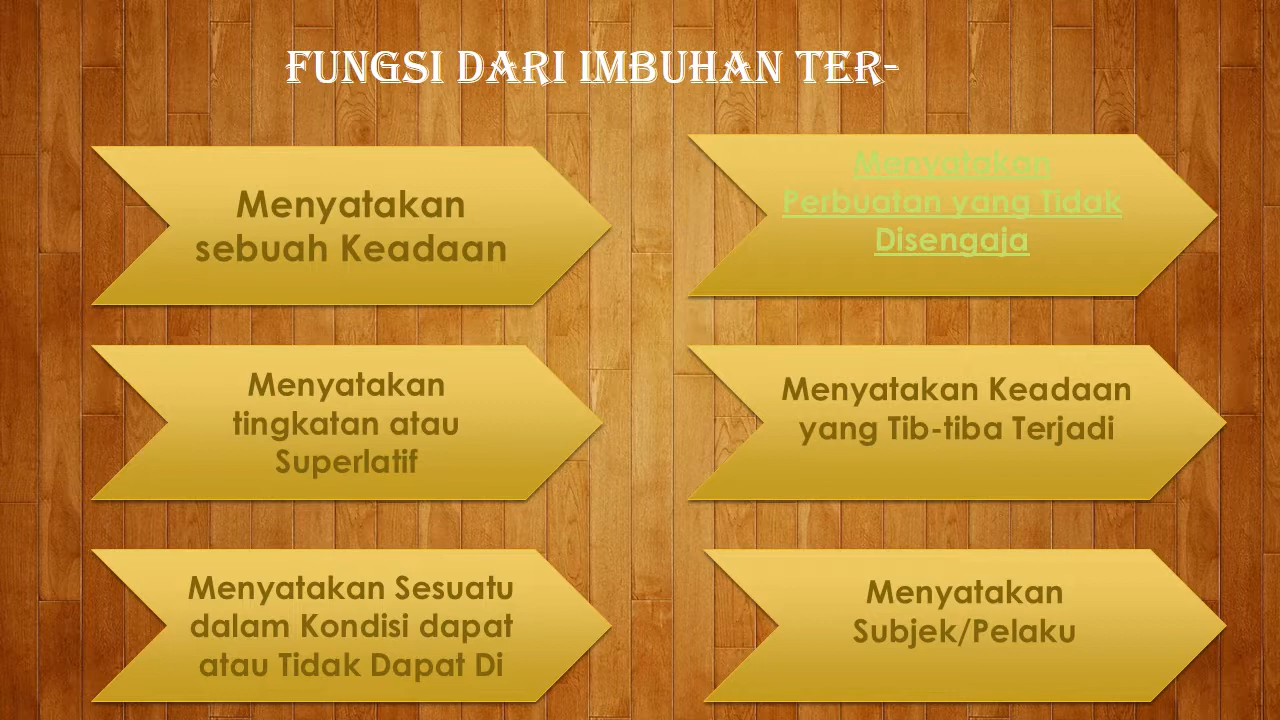 FUNGSI DARI IMBUHAN TER-
Menyatakan
sebuah Keadaan
Menyatakan
Perbuatan yang Tidak
Disengaja
Menyatakan
tingkatan atau
Superlatif
Menyatakan Keadaan
yang Tib-tiba Terjadi
Menyatakan Sesuatu
dalam Kondisi dapat
atau Tidak Dapat Di
Menyatakan
Subjek/Pelaku